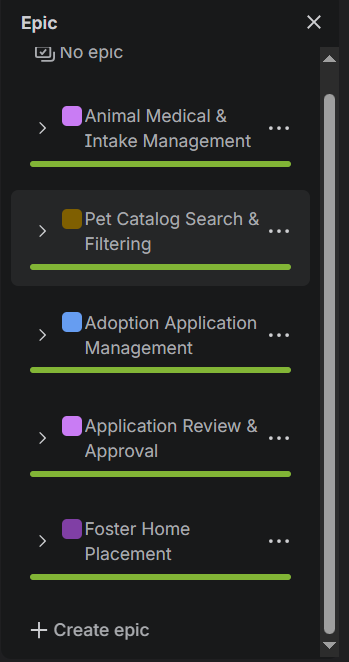 Epic
No epic
Animal Medical &
Intake Management
Pet Catalog Search &
Filtering
Adoption Application
Management
Application Review &
Approval
Foster Home
Placement
Create epic